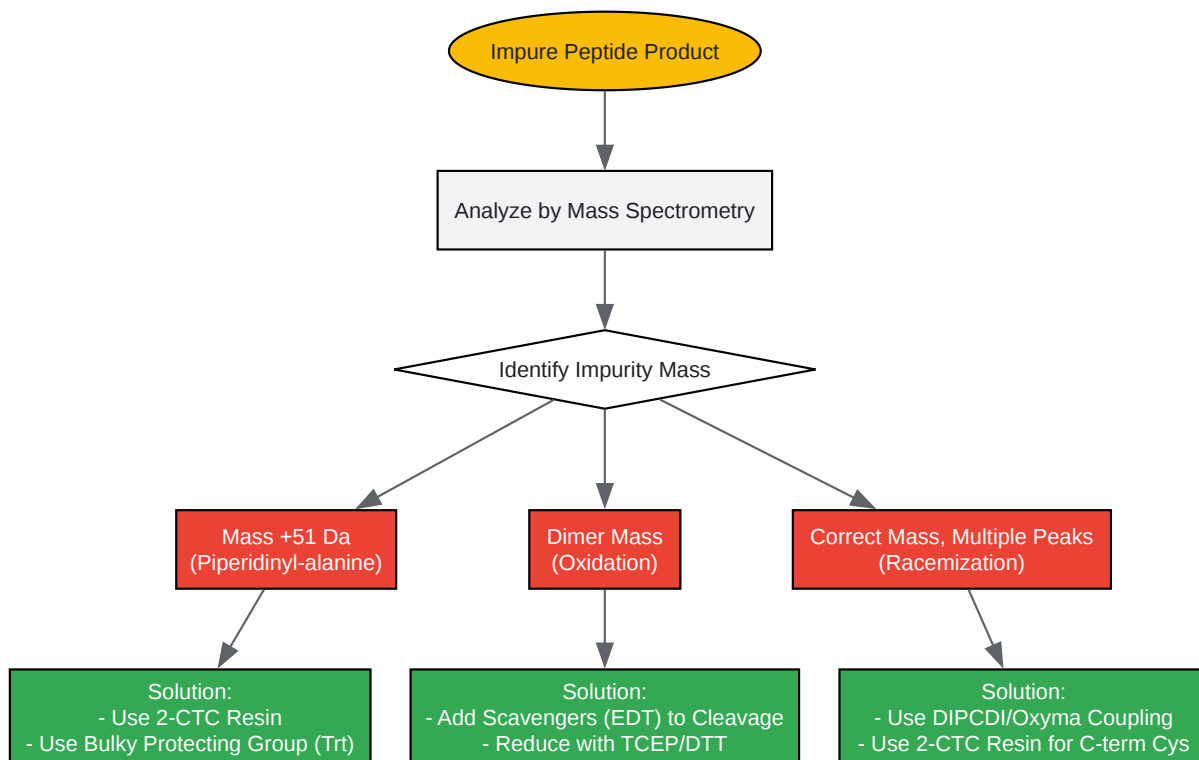 Impure Peptide Product
Analyze by Mass Spectrometry
Identify Impurity Mass
Mass +51 Da
(Piperidinyl-alanine)
Dimer Mass
(Oxidation)
Correct Mass, Multiple Peaks
(Racemization)
Solution:
- Use 2-CTC Resin
- Use Bulky Protecting Group (Trt)
Solution:
- Add Scavengers (EDT) to Cleavage
- Reduce with TCEP/DTT
Solution:
- Use DIPCDI/Oxyma Coupling
- Use 2-CTC Resin for C-term Cys